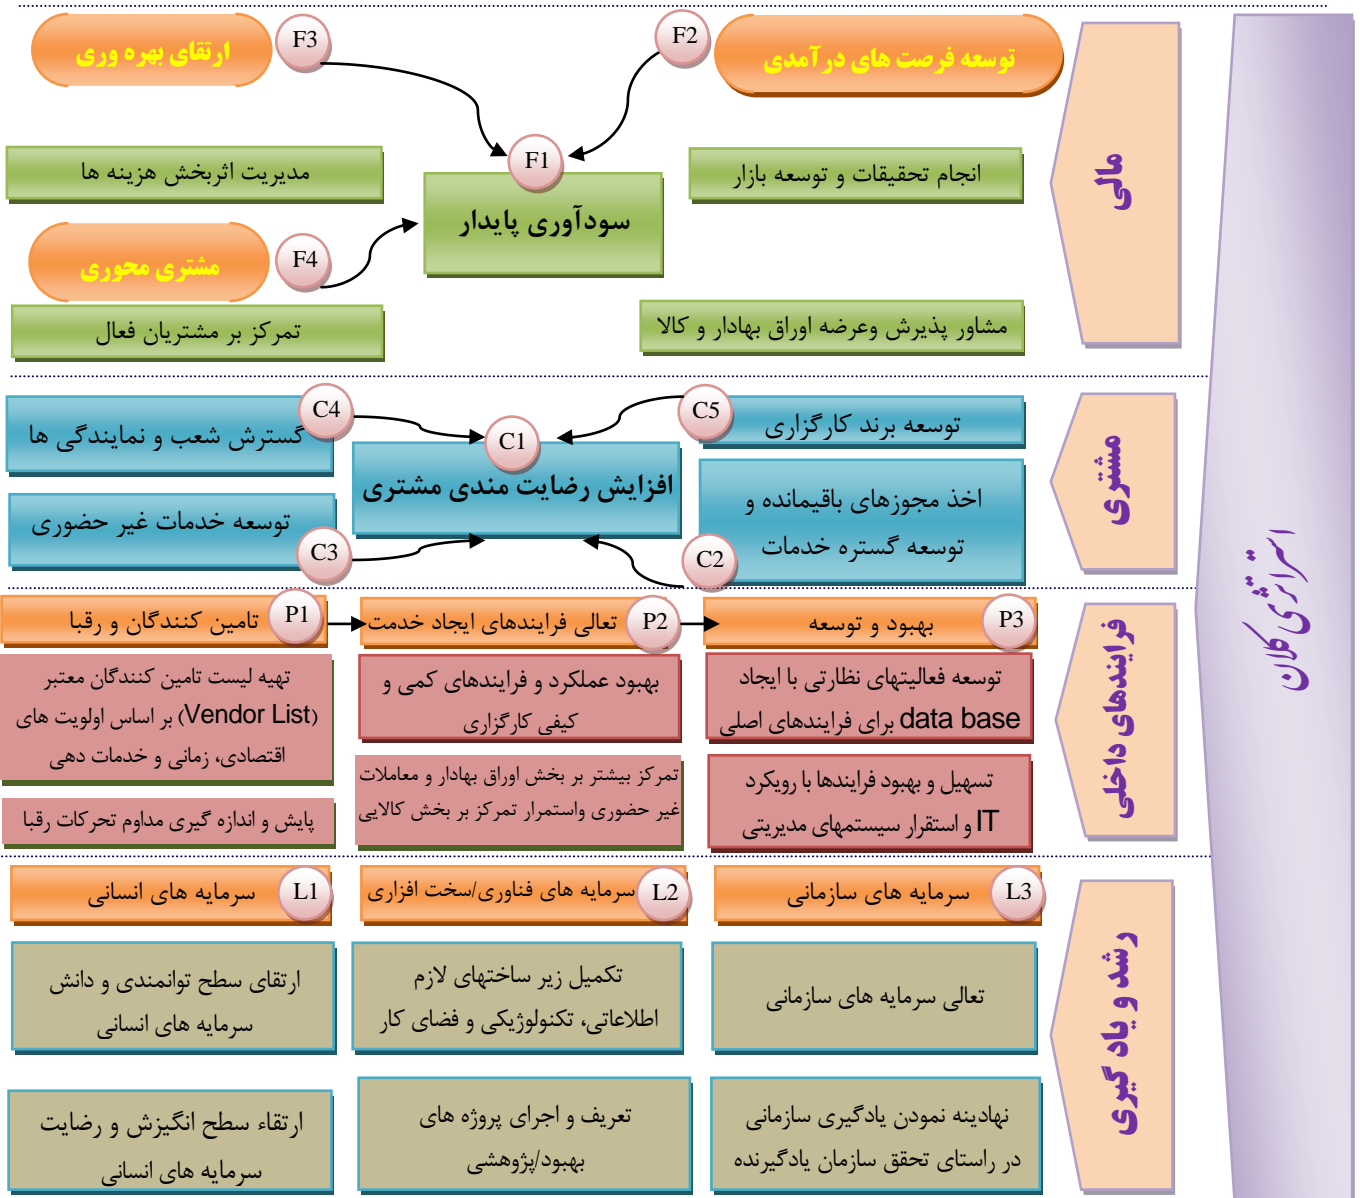 استراتژی کلان
مالی
توسعه فرصت های درآمدی
F2
F3
ارتقای بهره وری
انجام تحقیقات و توسعه بازار
F1
سودآوری پایدار
مدیریت اثربخش هزینه ها
F4
مشتری محوری
مشاور پذیرش وعرضه اوراق بهادار و کالا
تمرکز بر مشتریان فعال
مشتری
توسعه برند کارگزاری
C5
C1
افزایش رضایت مندی مشتری
C4
گسترش شعب و نمایندگی ها
اخذ مجوزهای باقیمانده و
توسعه گستره خدمات
C2
C3
توسعه خدمات غیر حضوری
فرایندهای داخلی
P3
بهبود و توسعه
P2
تعالی فرایندهای ایجاد خدمت
P1
تامین کنندگان و رقبا
توسعه فعالیتهای نظارتی با ایجاد
data base برای فرایندهای اصلی
بهبود عملکرد و فرایندهای کمی و
کیفی کارگزاری
تهیه لیست تامین کنندگان معتبر
(Vendor List) بر اساس اولویت های
اقتصادی، زمانی و خدمات دهی
تسهیل و بهبود فرایندها با رویکرد
IT و استقرار سیستمهای مدیریتی
تمرکز بیشتر بر بخش اوراق بهادار و معاملات
غیر حضوری واستمرار تمرکز بر بخش کالایی
پایش و اندازه گیری مداوم تحرکات رقبا
رشد و یاد گیری
L3
سرمایه های سازمانی
L2
سرمایه های فناوری/سخت افزاری
L1
سرمایه های انسانی
تعالی سرمایه های سازمانی
تکمیل زیر ساختهای لازم
اطلاعاتی، تکنولوژیکی و فضای کار
ارتقای سطح توانمندی و دانش
سرمایه های انسانی
نهادینه نمودن یادگیری سازمانی
در راستای تحقق سازمان یادگیرنده
تعریف و اجرای پروژه های
بهبود/پژوهشی
ارتقاء سطح انگیزش و رضایت
سرمایه های انسانی